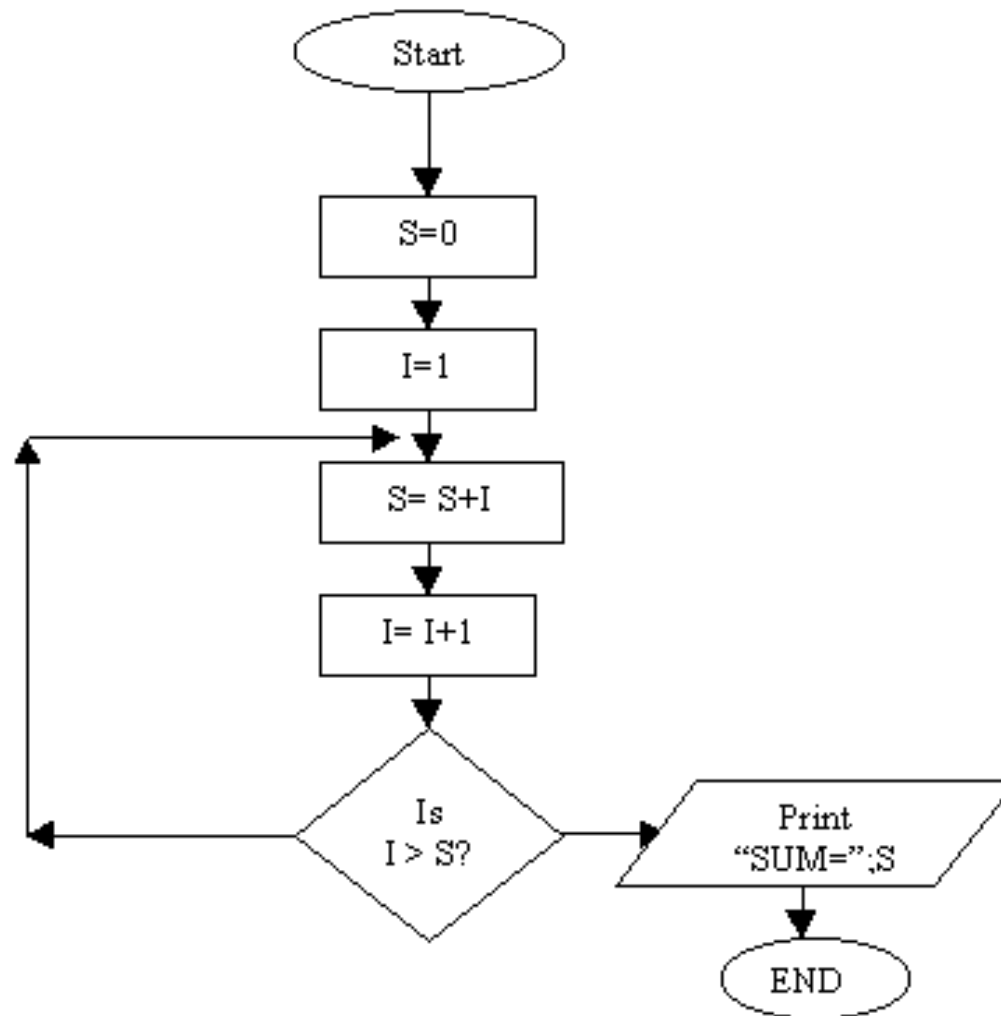 Start
S=0
I=1
S= S+I
I= I+1
Is
I > S?
Print
“SUM=”;S
END